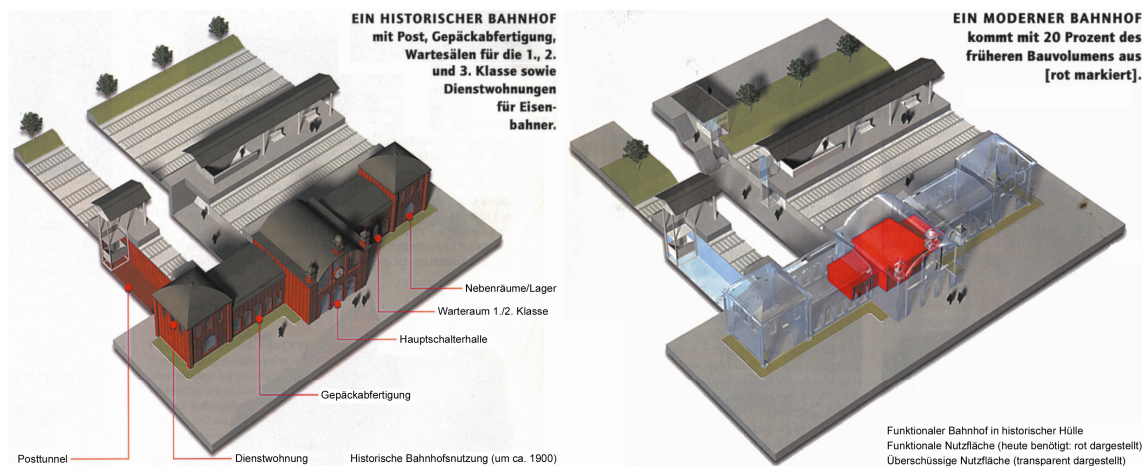 EIN HISTORISCHER BAHNHOF
mit Post, Gepäckabfertigung,
Wartesälen für die 1., 2.
und 3. Klasse sowie
Dienstwohnungen
für Eisen-
bahner.
Nebenräume/Lager
Warteraum 1./2. Klasse
Hauptschalterhalle
Gepäckabfertigung
Posttunnel
Dienstwohnung
Historische Bahnhofsnutzung (um ca. 1900)
EIN MODERNER BAHNHOF
kommt mit 20 Prozent des
früheren Bauvolumens aus
[rot markiert].
Funktionaler Bahnhof in historischer Hülle
Funktionale Nutzfläche (heute benötigt: rot dargestellt)
Überschüssige Nutzfläche (transparent dargestellt)